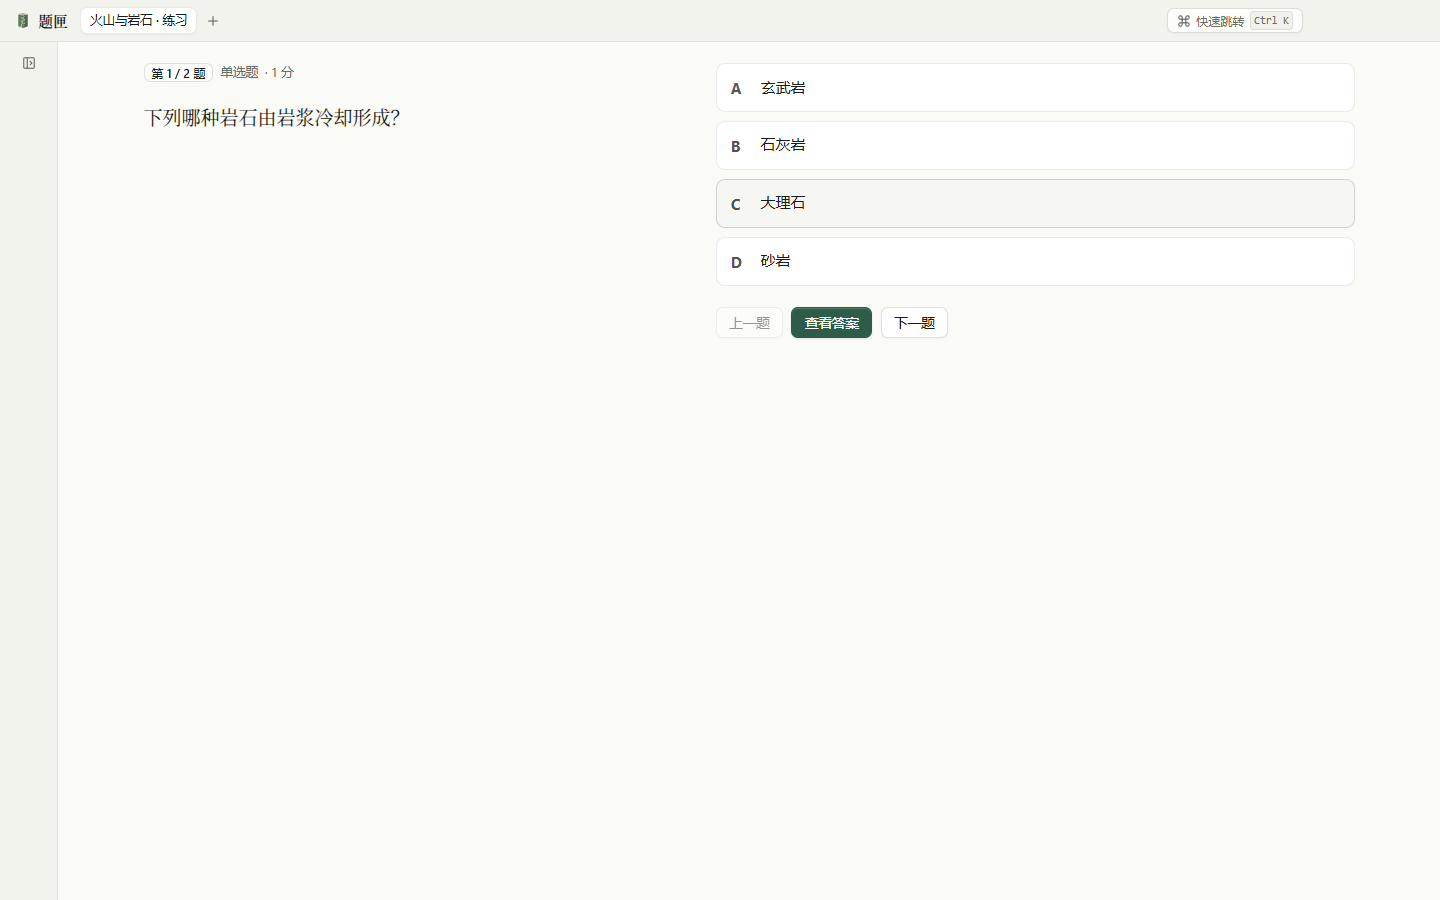 题匣
火山与岩石 · 练习
快速跳转 Ctrl K
第 1 / 2 题 单选题 · 1 分
下列哪种岩石由岩浆冷却形成?
A 玄武岩
B 石灰岩
C 大理石
D 砂岩
上一题 查看答案 下一题